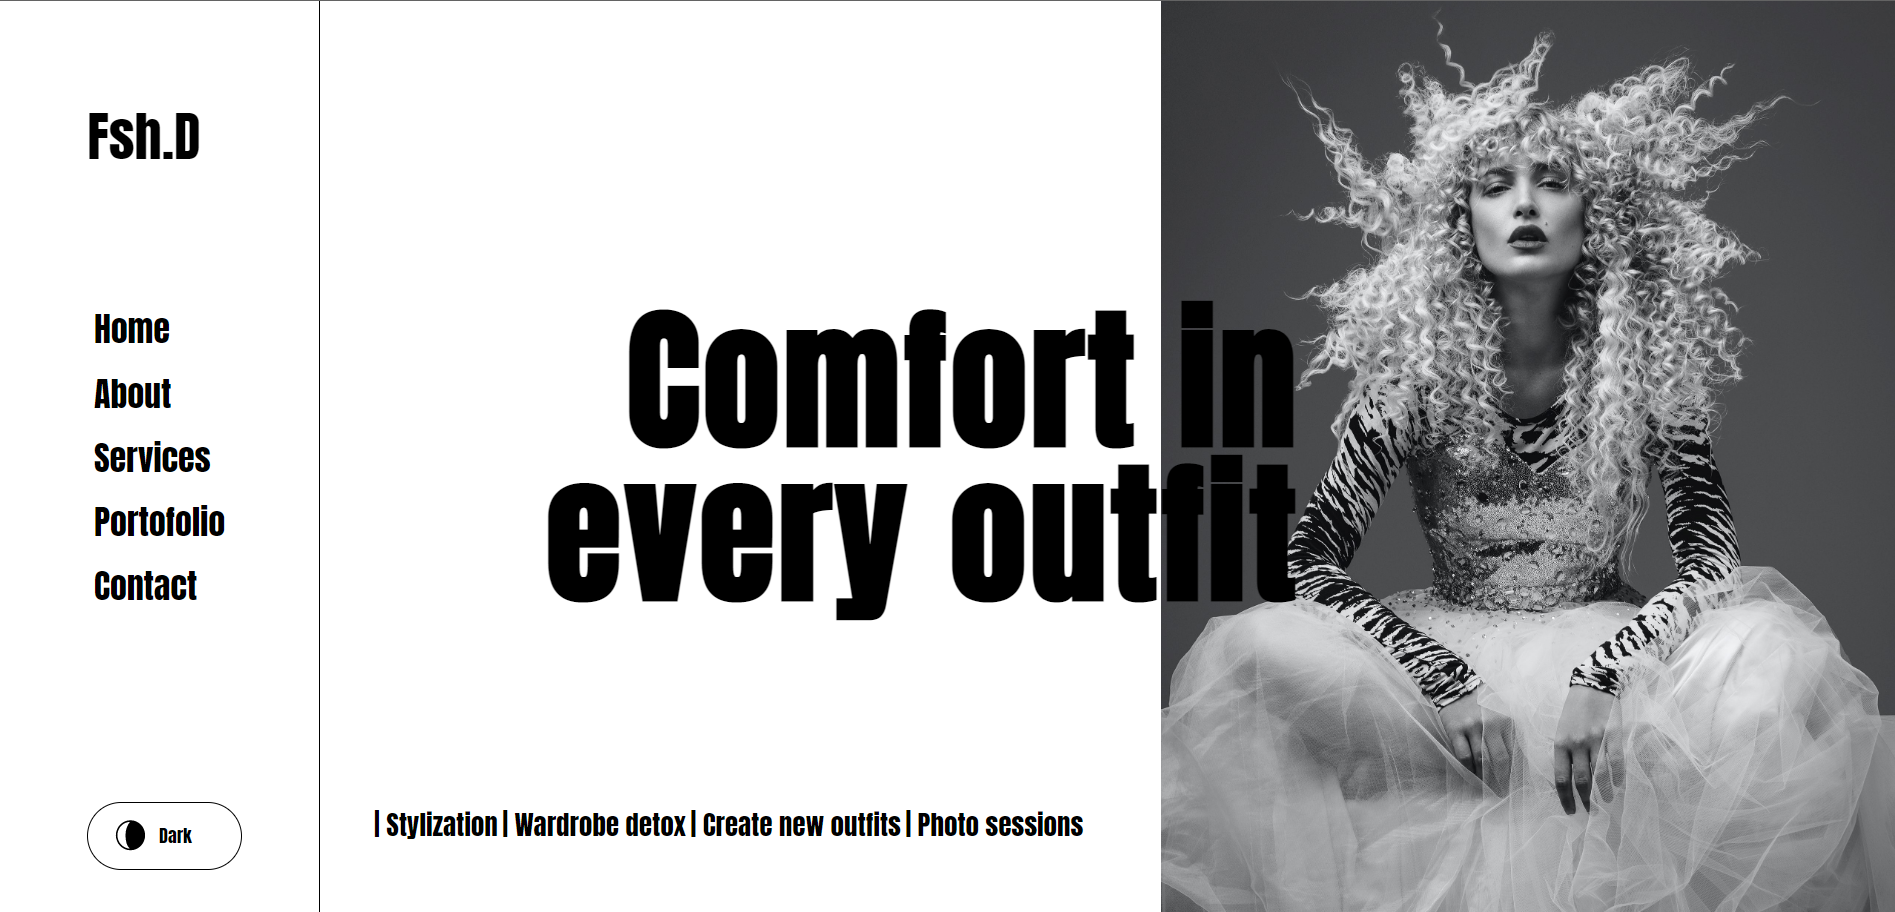 Fsh.D
Home
About
Services
Portofolio
Contact
Dark
Comfort in
every outfit
| Stylization | Wardrobe detox | Create new outfits | Photo sessions